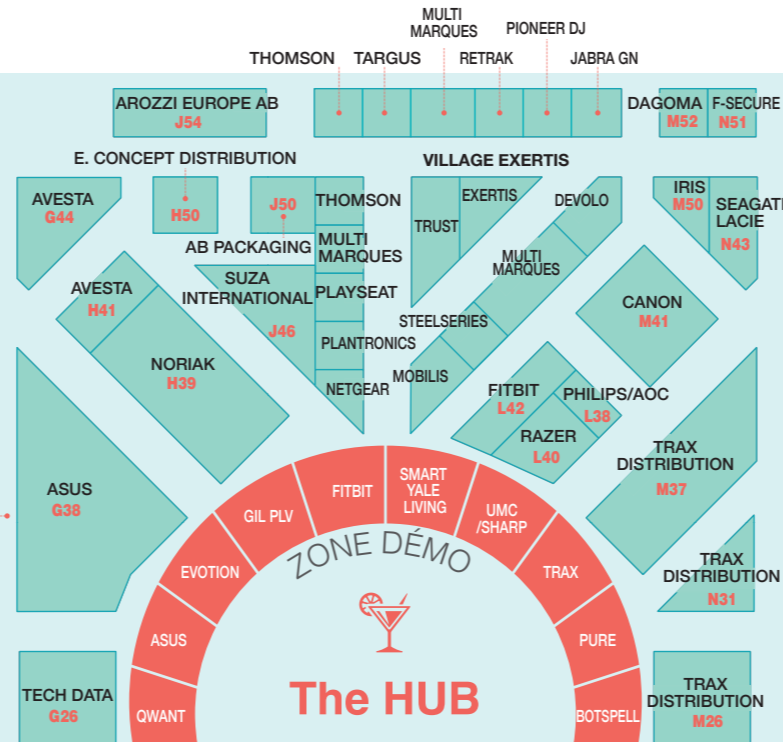 MULTI
MARQUES
PIONEER DJ
THOMSON
TARGUS
RETRAK
JABRA GN
AROZZI EUROPE AB
J54
DAGOMA
M52
F-SECURE
N51
E. CONCEPT DISTRIBUTION
VILLAGE EXERTIS
AVESTA
G44
H50
J50
AB PACKAGING
THOMSON
MULTI
MARQUES
PLAYSEAT
PLANTRONICS
NETGEAR
TRUST
EXERTIS
DEVOLO
MULTI
MARQUES
STEELSERIES
MOBILIS
IRIS
M50
SEAGATE
LACIE
N43
AVESTA
H41
SUZA
INTERNATIONAL
J46
CANON
M41
NORIAK
H39
FITBIT
L42
PHILIPS/AOC
L38
RAZER
L40
TRAX
DISTRIBUTION
M37
ASUS
G38
GIL PLV
FITBIT
SMART
YALE
LIVING
UMC
/SHARP
EVOTION
ZONE DÉMO
TRAX
TRAX
DISTRIBUTION
N31
ASUS
PURE
TECH DATA
G26
QWANT
The HUB
BOTSPELL
TRAX
DISTRIBUTION
M26